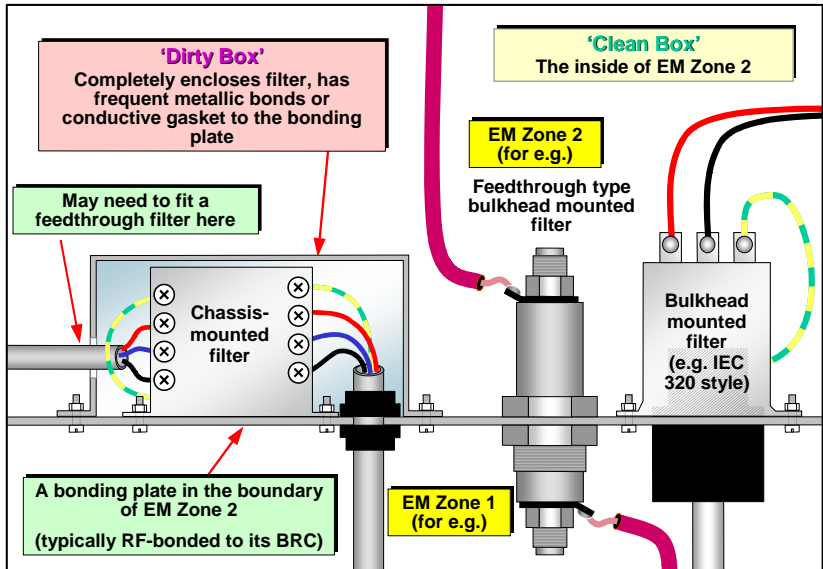 'Dirty Box'
Completely encloses filter, has
frequent metallic bonds or
conductive gasket to the bonding
plate
'Clean Box'
The inside of EM Zone 2
EM Zone 2
(for e.g.)
Feedthrough type
bulkhead mounted
filter
May need to fit a
feedthrough filter here
Chassis-
mounted
filter
Bulkhead
mounted
filter
(e.g. IEC
320 style)
A bonding plate in the boundary
of EM Zone 2
(typically RF-bonded to its BRC)
EM Zone 1
(for e.g.)